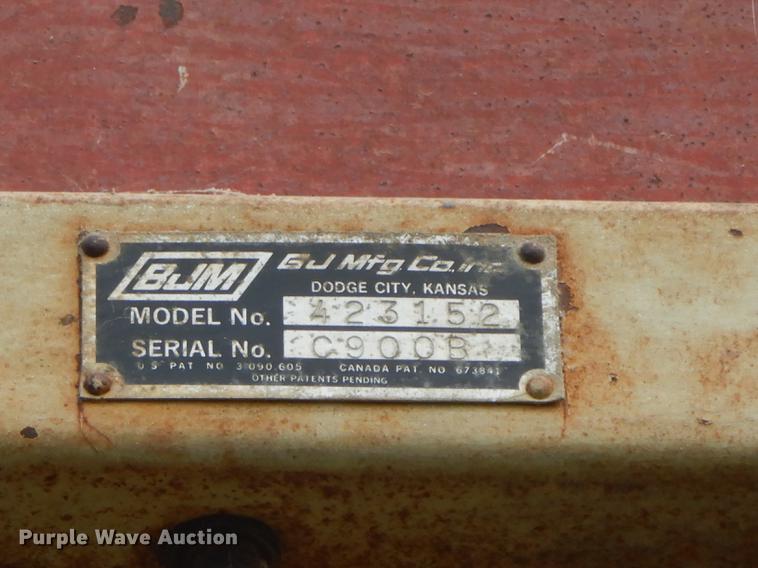 BJM BJ Mfg. Co. Inc.
DODGE CITY, KANSAS
MODEL No. 423152
SERIAL No. C900B
U S PAT NO 3 090 605 CANADA PAT NO 673841
OTHER PATENTS PENDING
Purple Wave Auction